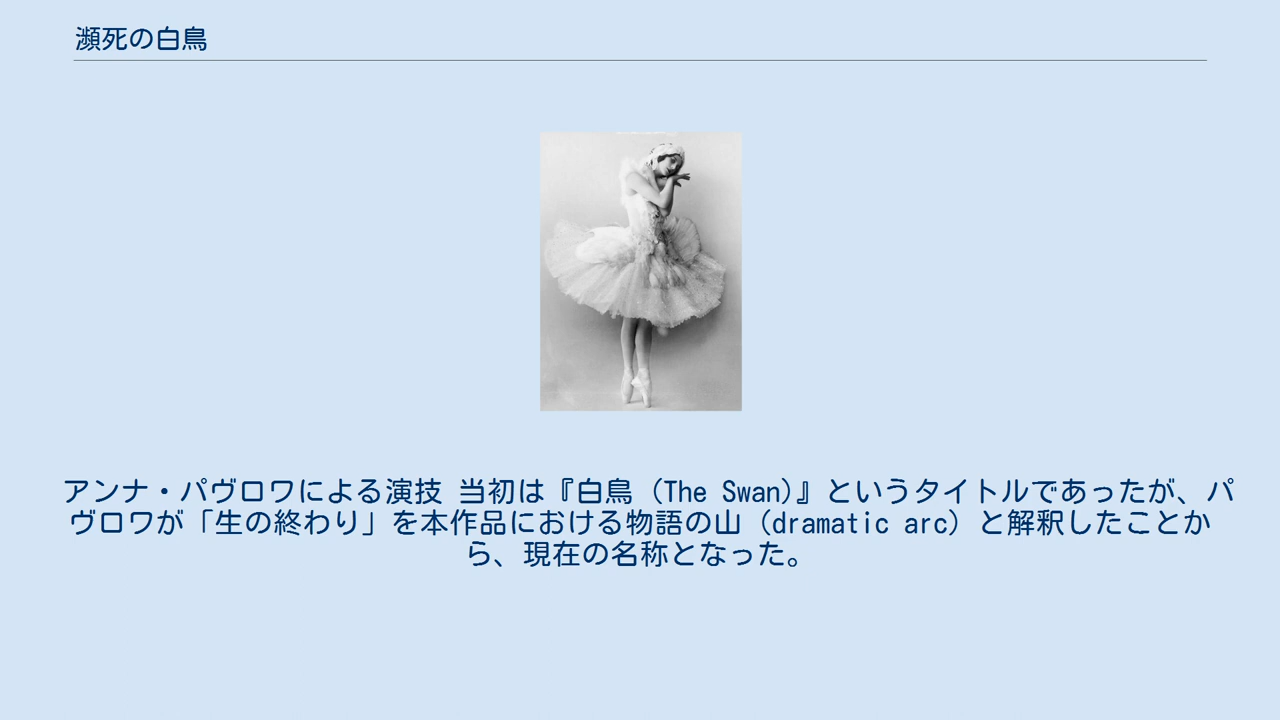 瀕死の白鳥
アンナ・パヴロワによる演技 当初は『白鳥（The Swan)』というタイトルであったが、パ
ヴロワが「生の終わり」を本作品における物語の山（dramatic arc）と解釈したことか
ら、現在の名称となった。